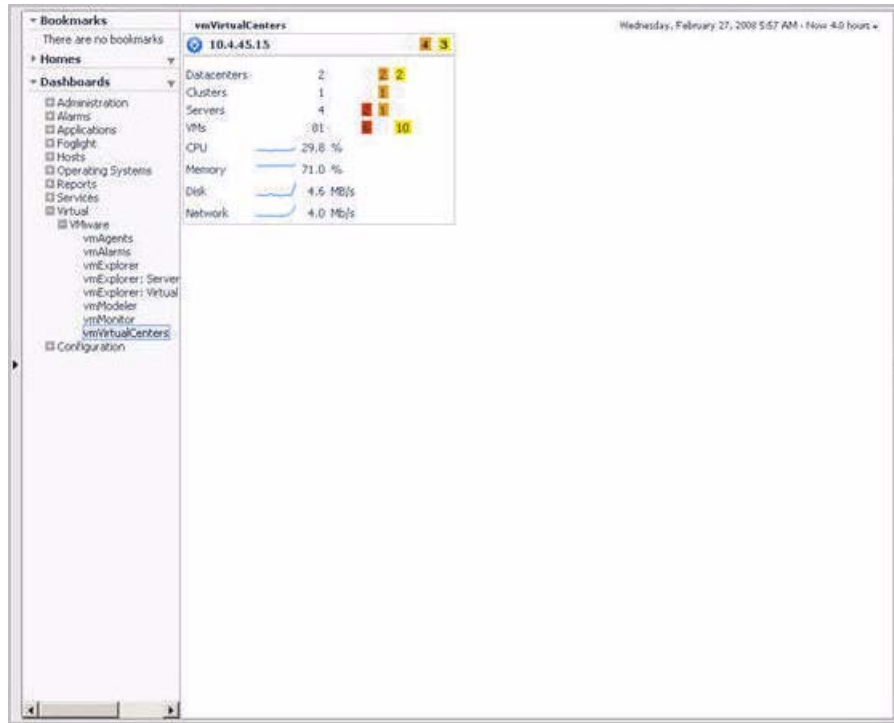 Bookmarks
There are no bookmarks
Homes
Dashboards
Administration
Alarms
Applications
Foglight
Hosts
Operating Systems
Reports
Services
Virtual
VMware
vmAgents
vmAlarms
vmExplorer
vmExplorer: Server
vmExplorer: Virtual
vmModeler
vmMonitor
vmVirtualCenters
Configuration
vmVirtualCenters
Wednesday, February 27, 2008 5:57 AM - Now 4.0 hours
10.4.45.15 4 3
Datacenters 2 2 2
Clusters 1 1
Servers 4 1
VMs 81 10
CPU 29.8 %
Memory 71.0 %
Disk 4.6 MB/s
Network 4.0 Mb/s